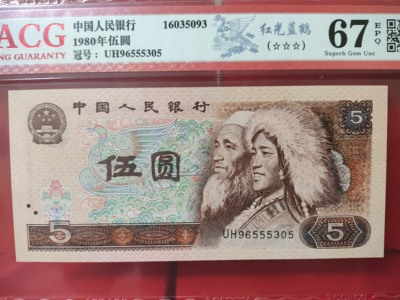 ACG
NG GUARANTY
中国人民银行 16035093
1980年伍圆
冠号：UH96555305
红光蓝鹤
(☆☆☆)
67 EPQ
Superb Gem Unc
中国人民银行
5
伍圆
5
UH96555305
5